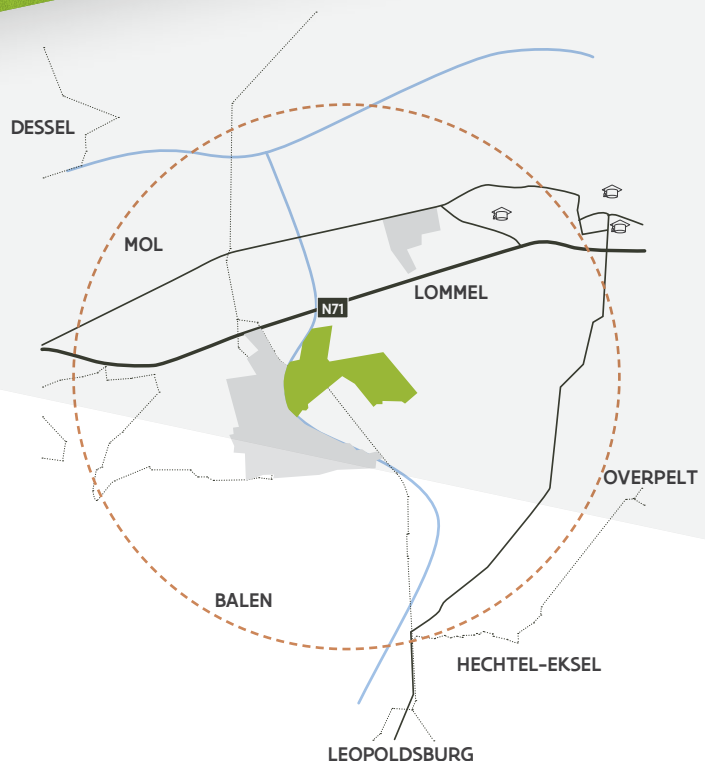 DESSEL
MOL
LOMMEL
N71
OVERPELT
BALEN
HECHTEL-EKSEL
LEOPOLDSBURG